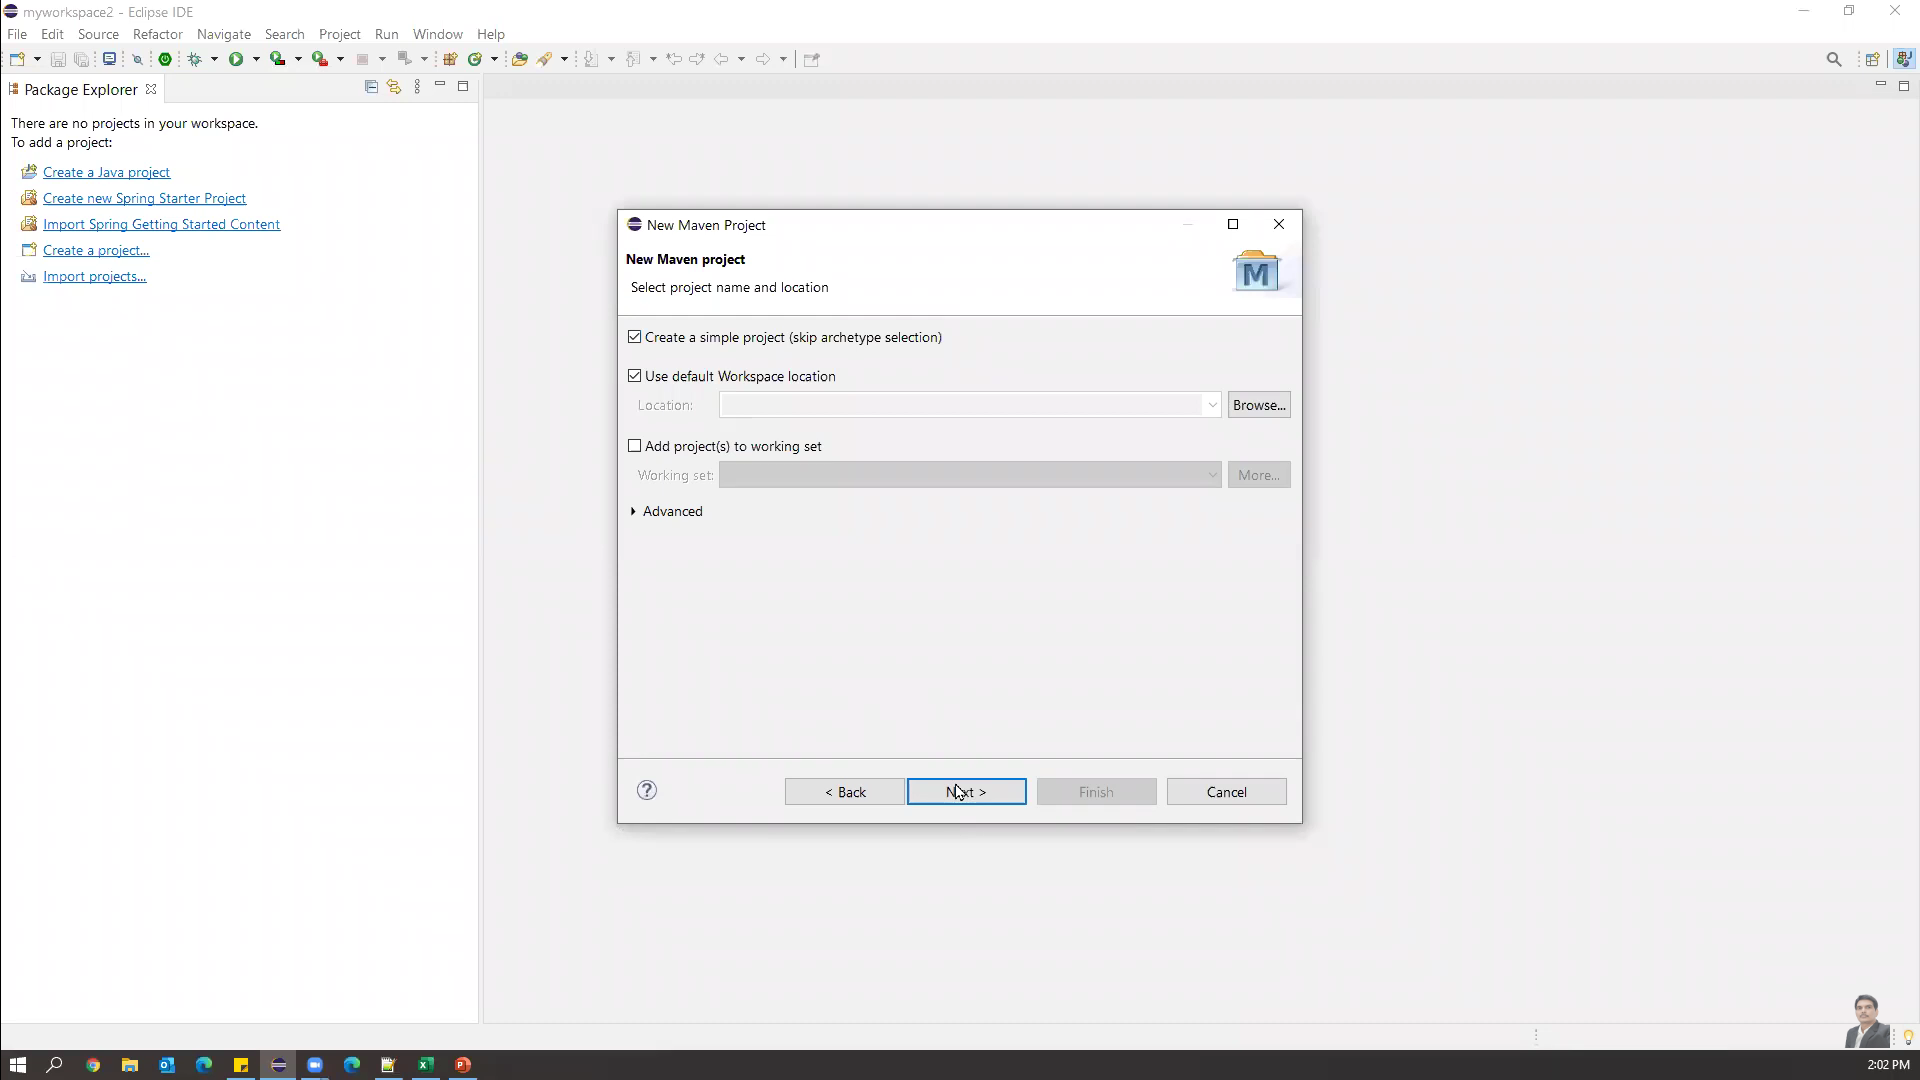 myworkspace2 - Eclipse IDE
File Edit Source Refactor Navigate Search Project Run Window Help
Package Explorer
There are no projects in your workspace.
To add a project:
Create a Java project
Create new Spring Starter Project
Import Spring Getting Started Content
Create a project...
Import projects...
New Maven Project
New Maven project
Select project name and location
M
Create a simple project (skip archetype selection)
Use default Workspace location
Location:
Browse...
Add project(s) to working set
Working set:
More...
Advanced
?
< Back
Next >
Finish
Cancel
2:02 PM